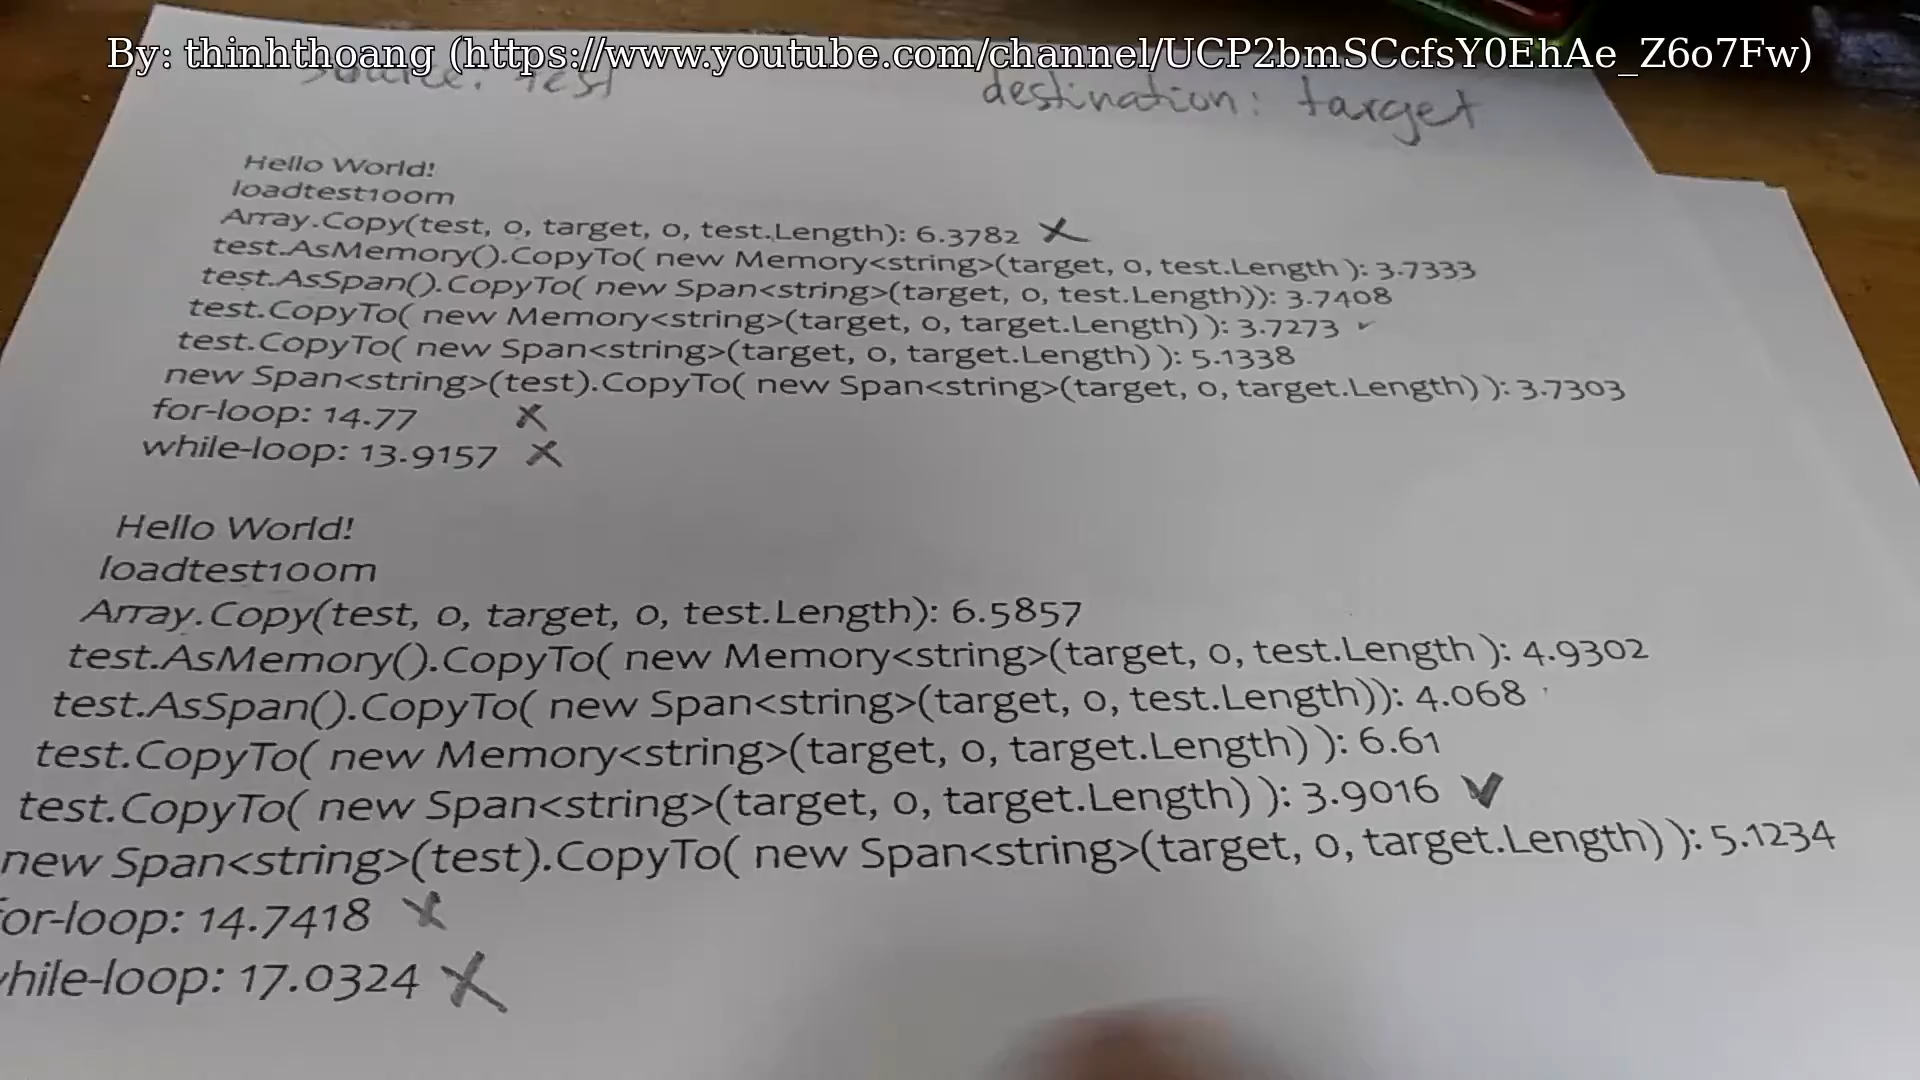 By: thinhthoang (https://www.youtube.com/channel/UCP2bmSCcfsY0EhAe_Z6o7Fw)
source: test destination: target
Hello World!
loadtest100m
Array.Copy(test, 0, target, 0, test.Length): 6.3782 X
test.AsMemory().CopyTo( new Memory<string>(target, 0, test.Length ): 3.7333
test.AsSpan().CopyTo( new Span<string>(target, 0, test.Length)): 3.7408
test.CopyTo( new Memory<string>(target, 0, target.Length) ): 3.7273 ✓
test.CopyTo( new Span<string>(target, 0, target.Length) ): 5.1338
new Span<string>(test).CopyTo( new Span<string>(target, 0, target.Length) ): 3.7303
for-loop: 14.77 X
while-loop: 13.9157 X
Hello World!
loadtest100m
Array.Copy(test, 0, target, 0, test.Length): 6.5857
test.AsMemory().CopyTo( new Memory<string>(target, 0, test.Length ): 4.9302
test.AsSpan().CopyTo( new Span<string>(target, 0, test.Length)): 4.068
test.CopyTo( new Memory<string>(target, 0, target.Length) ): 6.61
test.CopyTo( new Span<string>(target, 0, target.Length) ): 3.9016 ✓
new Span<string>(test).CopyTo( new Span<string>(target, 0, target.Length) ): 5.1234
for-loop: 14.7418 X
while-loop: 17.0324 X